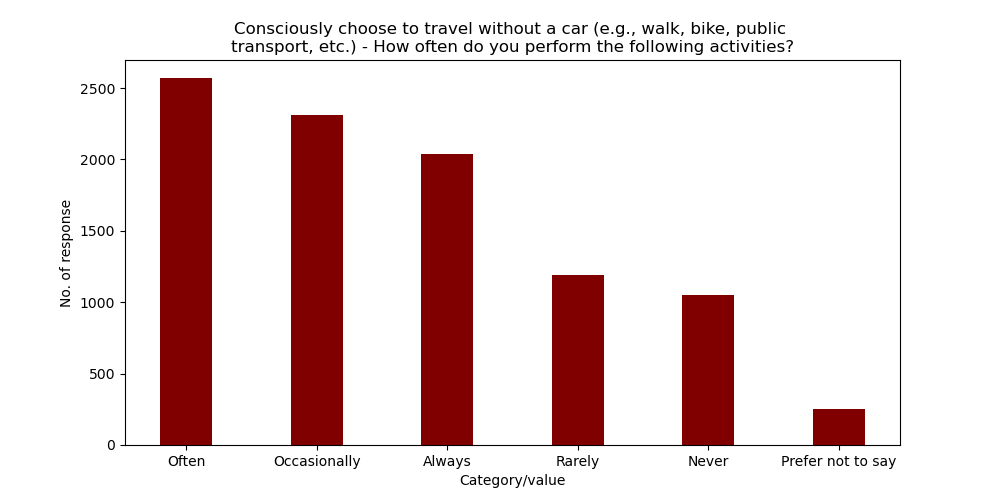 Consciously choose to travel without a car (e.g., walk, bike, public
transport, etc.) - How often do you perform the following activities?
2500
2000
1500
1000
500
0
No. of response
Often
Occasionally
Always
Rarely
Never
Prefer not to say
Category/value